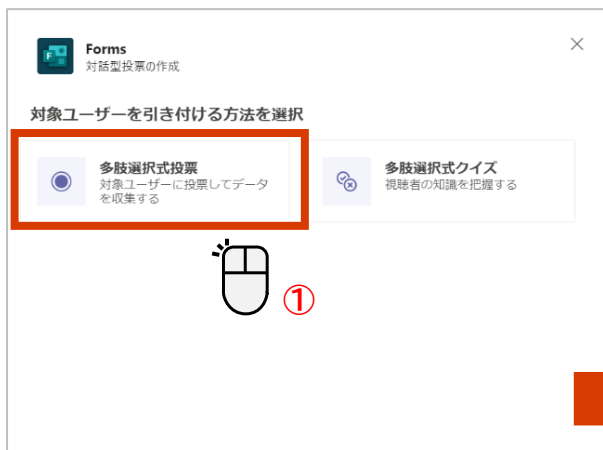 Forms
対話型投票の作成
対象ユーザーを引き付ける方法を選択
多肢選択式投票
対象ユーザーに投票してデータ
を収集する
多肢選択式クイズ
視聴者の知識を把握する
①